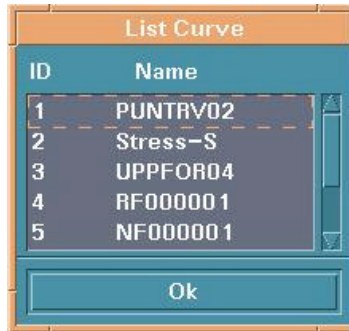 List Curve
ID Name
1 PUNTRV02
2 Stress-S
3 UPPFOR04
4 RF000001
5 NF000001
Ok